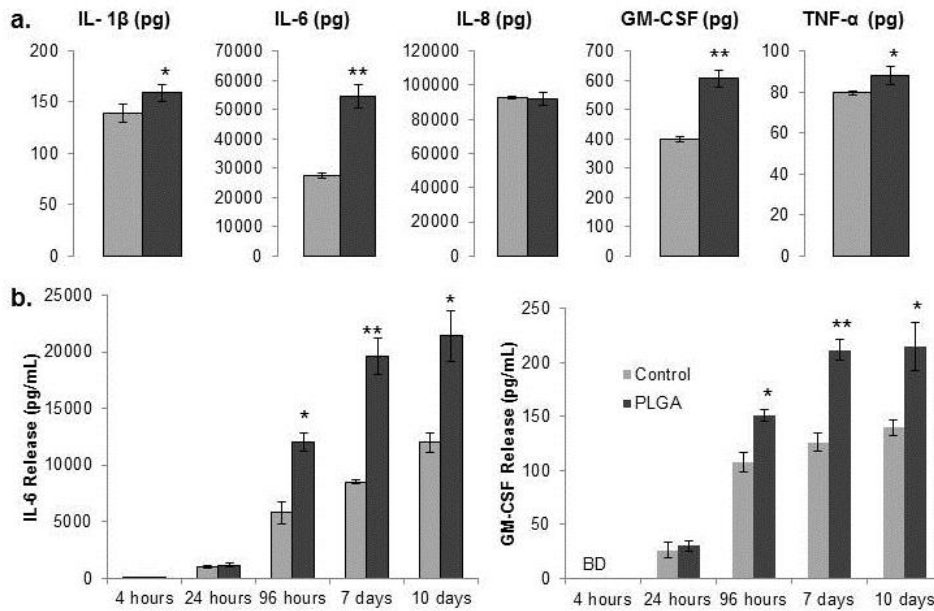 a. IL- 1β (pg) IL-6 (pg) IL-8 (pg) GM-CSF (pg) TNF-α (pg)
200 70000 120000 700 100
* ** ** *
60000 100000 600 80
150 50000 80000 500
40000 400 60
100 60000
30000 300 40
50 20000 40000 200
10000 20000 100 20
0 0 0 0 0
b.
25000
20000
15000
10000
5000
0
IL-6 Release (pg/mL)
* ** *
4 hours 24 hours 96 hours 7 days 10 days
250
200
150
100
50
0
GM-CSF Release (pg/mL)
Control
PLGA
* ** *
BD
4 hours 24 hours 96 hours 7 days 10 days